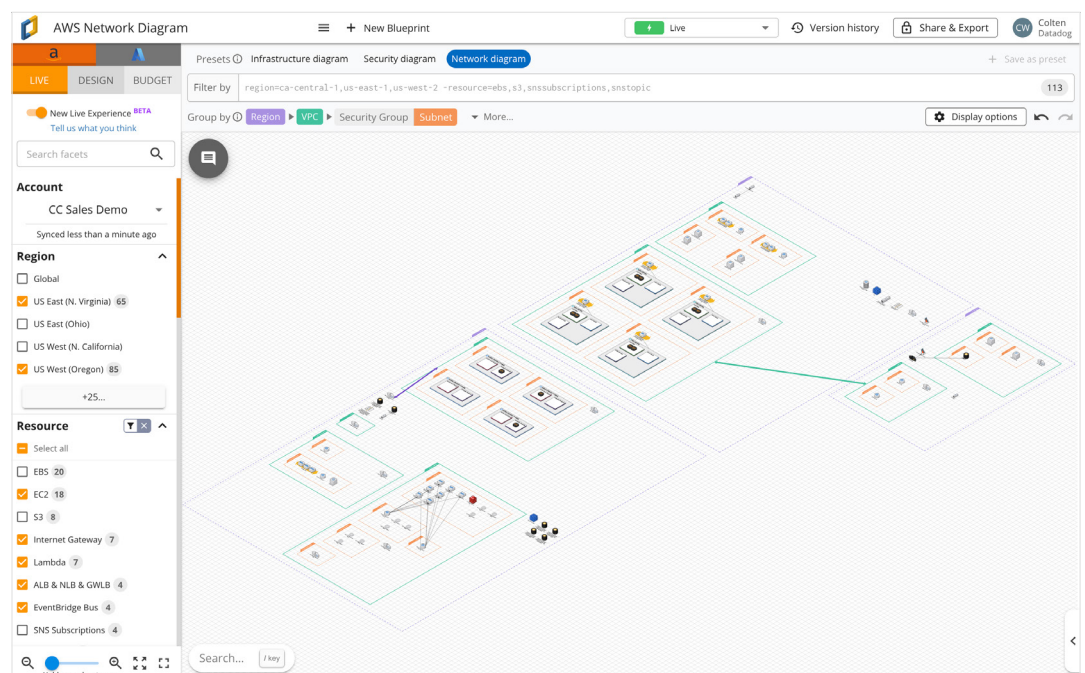 AWS Network Diagram
+ New Blueprint
Live
Version history
Share & Export
CW
Colten
Datadog
a
LIVE
DESIGN
BUDGET
Presets
Infrastructure diagram
Security diagram
Network diagram
+ Save as preset
Filter by
region=ca-central-1,us-east-1,us-west-2 -resource=ebs,s3,snssubscriptions,snstopic
113
New Live Experience BETA
Tell us what you think
Group by
Region
VPC
Security Group
Subnet
More...
Display options
Search facets
Account
CC Sales Demo
Synced less than a minute ago
Region
Global
US East (N. Virginia) 65
US East (Ohio)
US West (N. California)
US West (Oregon) 85
+25...
Resource
Select all
EBS 20
EC2 18
S3 8
Internet Gateway 7
Lambda 7
ALB & NLB & GWLB 4
EventBridge Bus 4
SNS Subscriptions 4
Search...
/ key